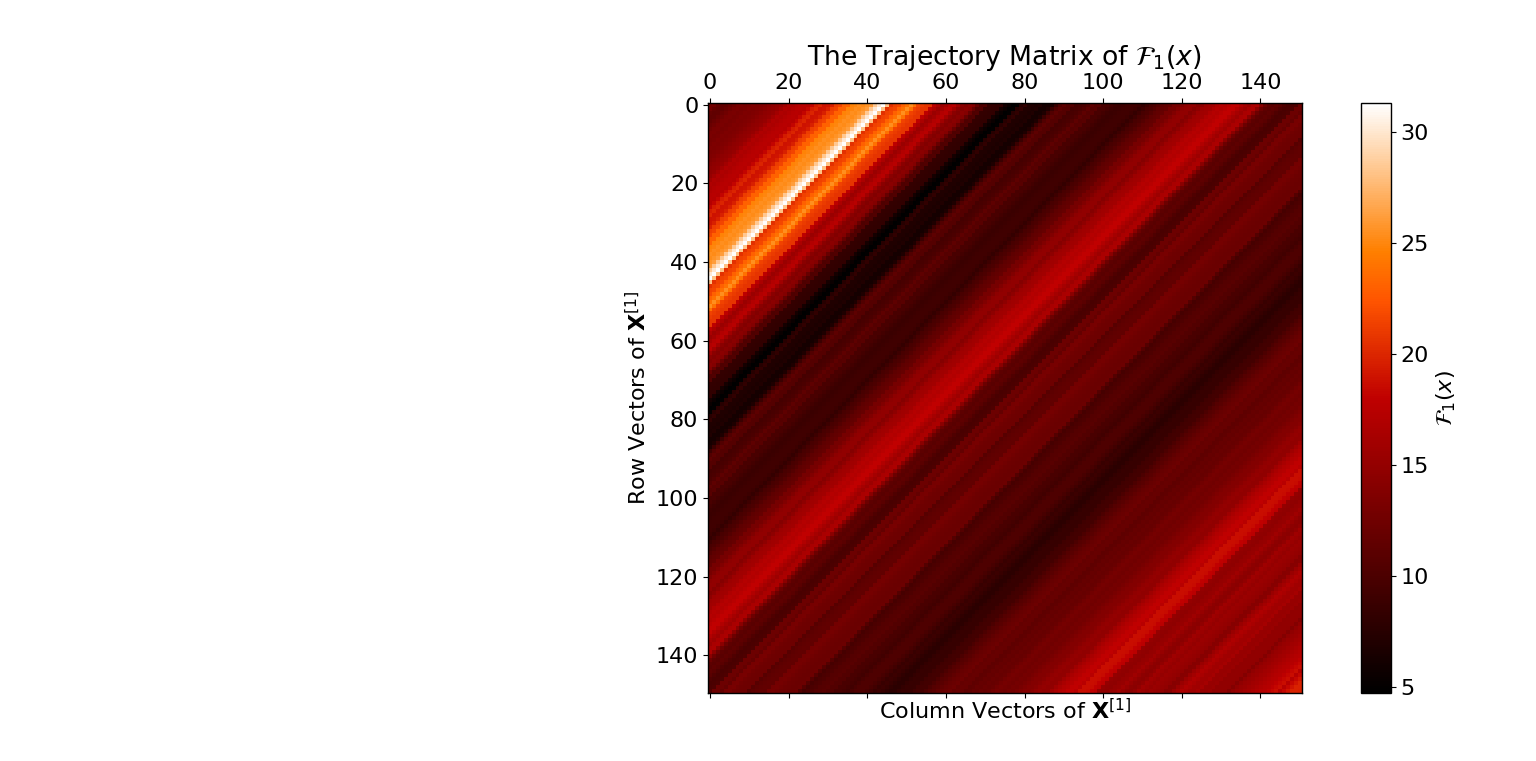 The Trajectory Matrix of ℱ₁(x)
0 20 40 60 80 100 120 140
0
20
40
60
80
100
120
140
Row Vectors of X^[1]
Column Vectors of X^[1]
30
25
20
15
10
5
ℱ₁(x)